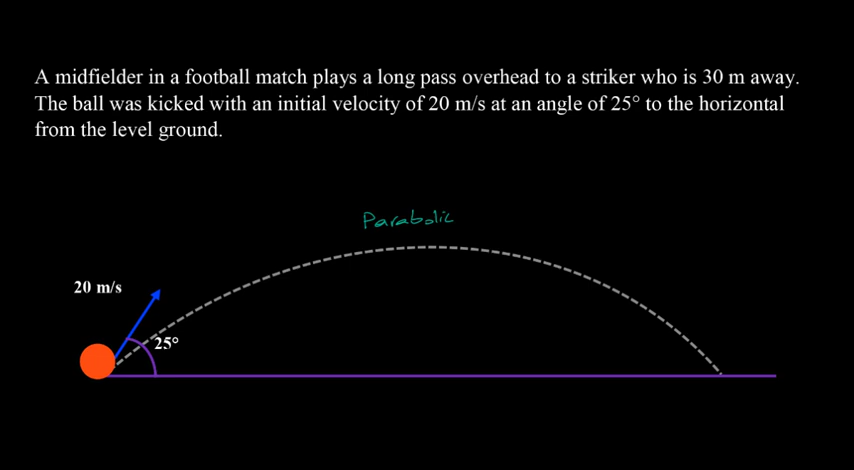 A midfielder in a football match plays a long pass overhead to a striker who is 30 m away.
The ball was kicked with an initial velocity of 20 m/s at an angle of 25° to the horizontal
from the level ground.
Parabolic
20 m/s
25°